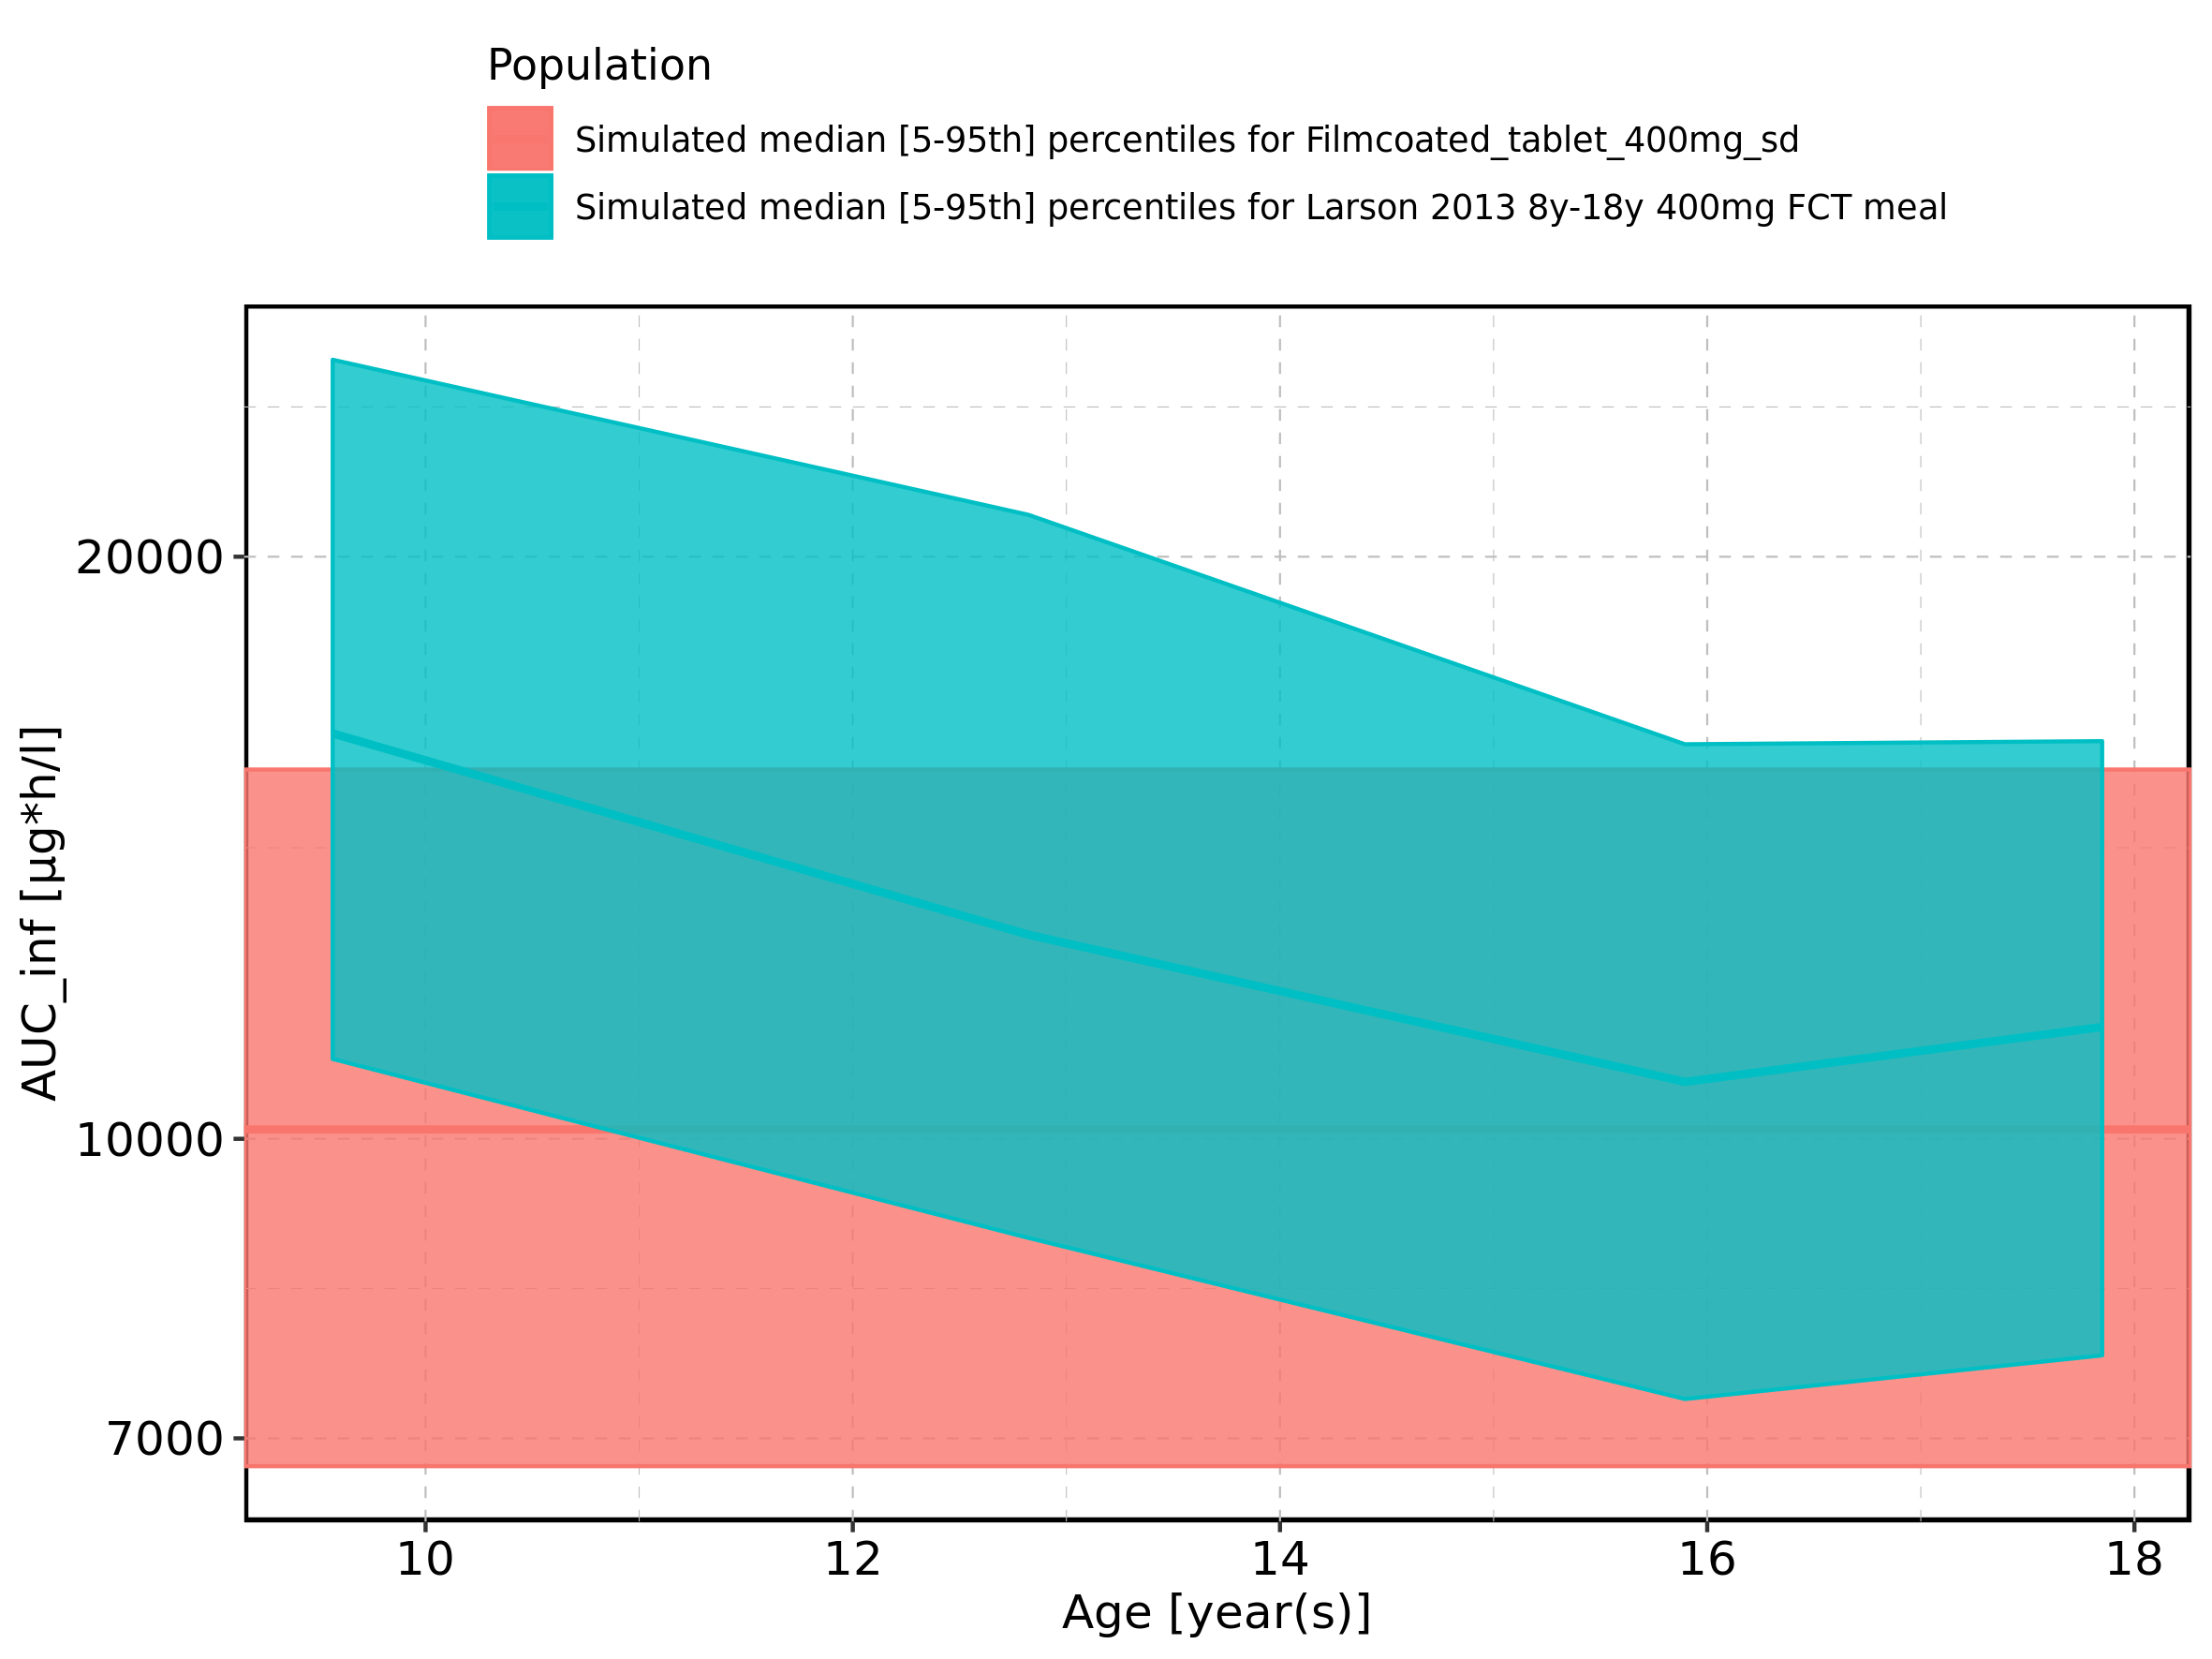 Population
Simulated median [5-95th] percentiles for Filmcoated_tablet_400mg_sd
Simulated median [5-95th] percentiles for Larson 2013 8y-18y 400mg FCT meal
AUC_inf [µg*h/l]
20000
10000
7000
10 12 14 16 18
Age [year(s)]